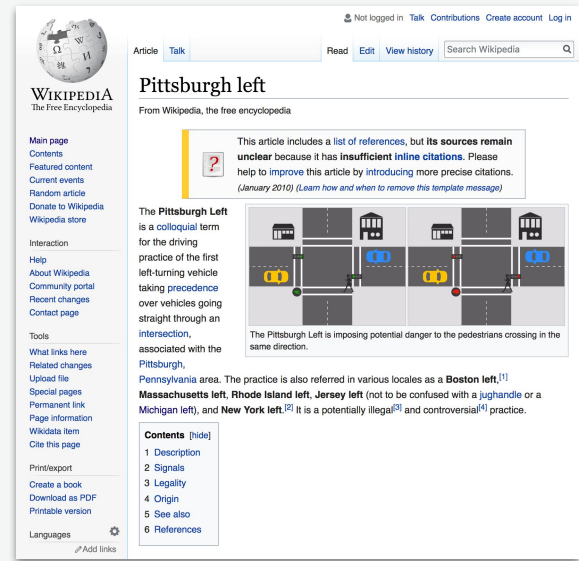 Not logged in Talk Contributions Create account Log in
WIKIPEDIA
The Free Encyclopedia
Article Talk
Read Edit View history Search Wikipedia
Pittsburgh left
From Wikipedia, the free encyclopedia
This article includes a list of references, but its sources remain
unclear because it has insufficient inline citations. Please
help to improve this article by introducing more precise citations.
(January 2010) (Learn how and when to remove this template message)
The Pittsburgh Left
is a colloquial term
for the driving
practice of the first
left-turning vehicle
taking precedence
over vehicles going
straight through an
intersection,
associated with the
Pittsburgh,
Pennsylvania area. The practice is also referred in various locales as a Boston left,[1]
Massachusetts left, Rhode Island left, Jersey left (not to be confused with a jughandle or a
Michigan left), and New York left.[2] It is a potentially illegal[3] and controversial[4] practice.
The Pittsburgh Left is imposing potential danger to the pedestrians crossing in the
same direction.
Contents [hide]
1 Description
2 Signals
3 Legality
4 Origin
5 See also
6 References
Main page
Contents
Featured content
Current events
Random article
Donate to Wikipedia
Wikipedia store
Interaction
Help
About Wikipedia
Community portal
Recent changes
Contact page
Tools
What links here
Related changes
Upload file
Special pages
Permanent link
Page information
Wikidata item
Cite this page
Print/export
Create a book
Download as PDF
Printable version
Languages
Add links